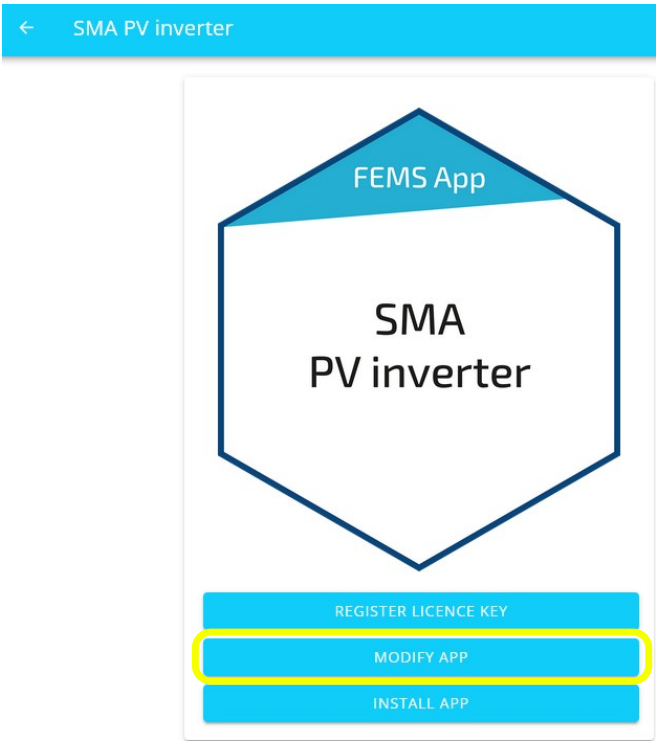 SMA PV inverter
FEMS App
SMA
PV inverter
REGISTER LICENCE KEY
MODIFY APP
INSTALL APP